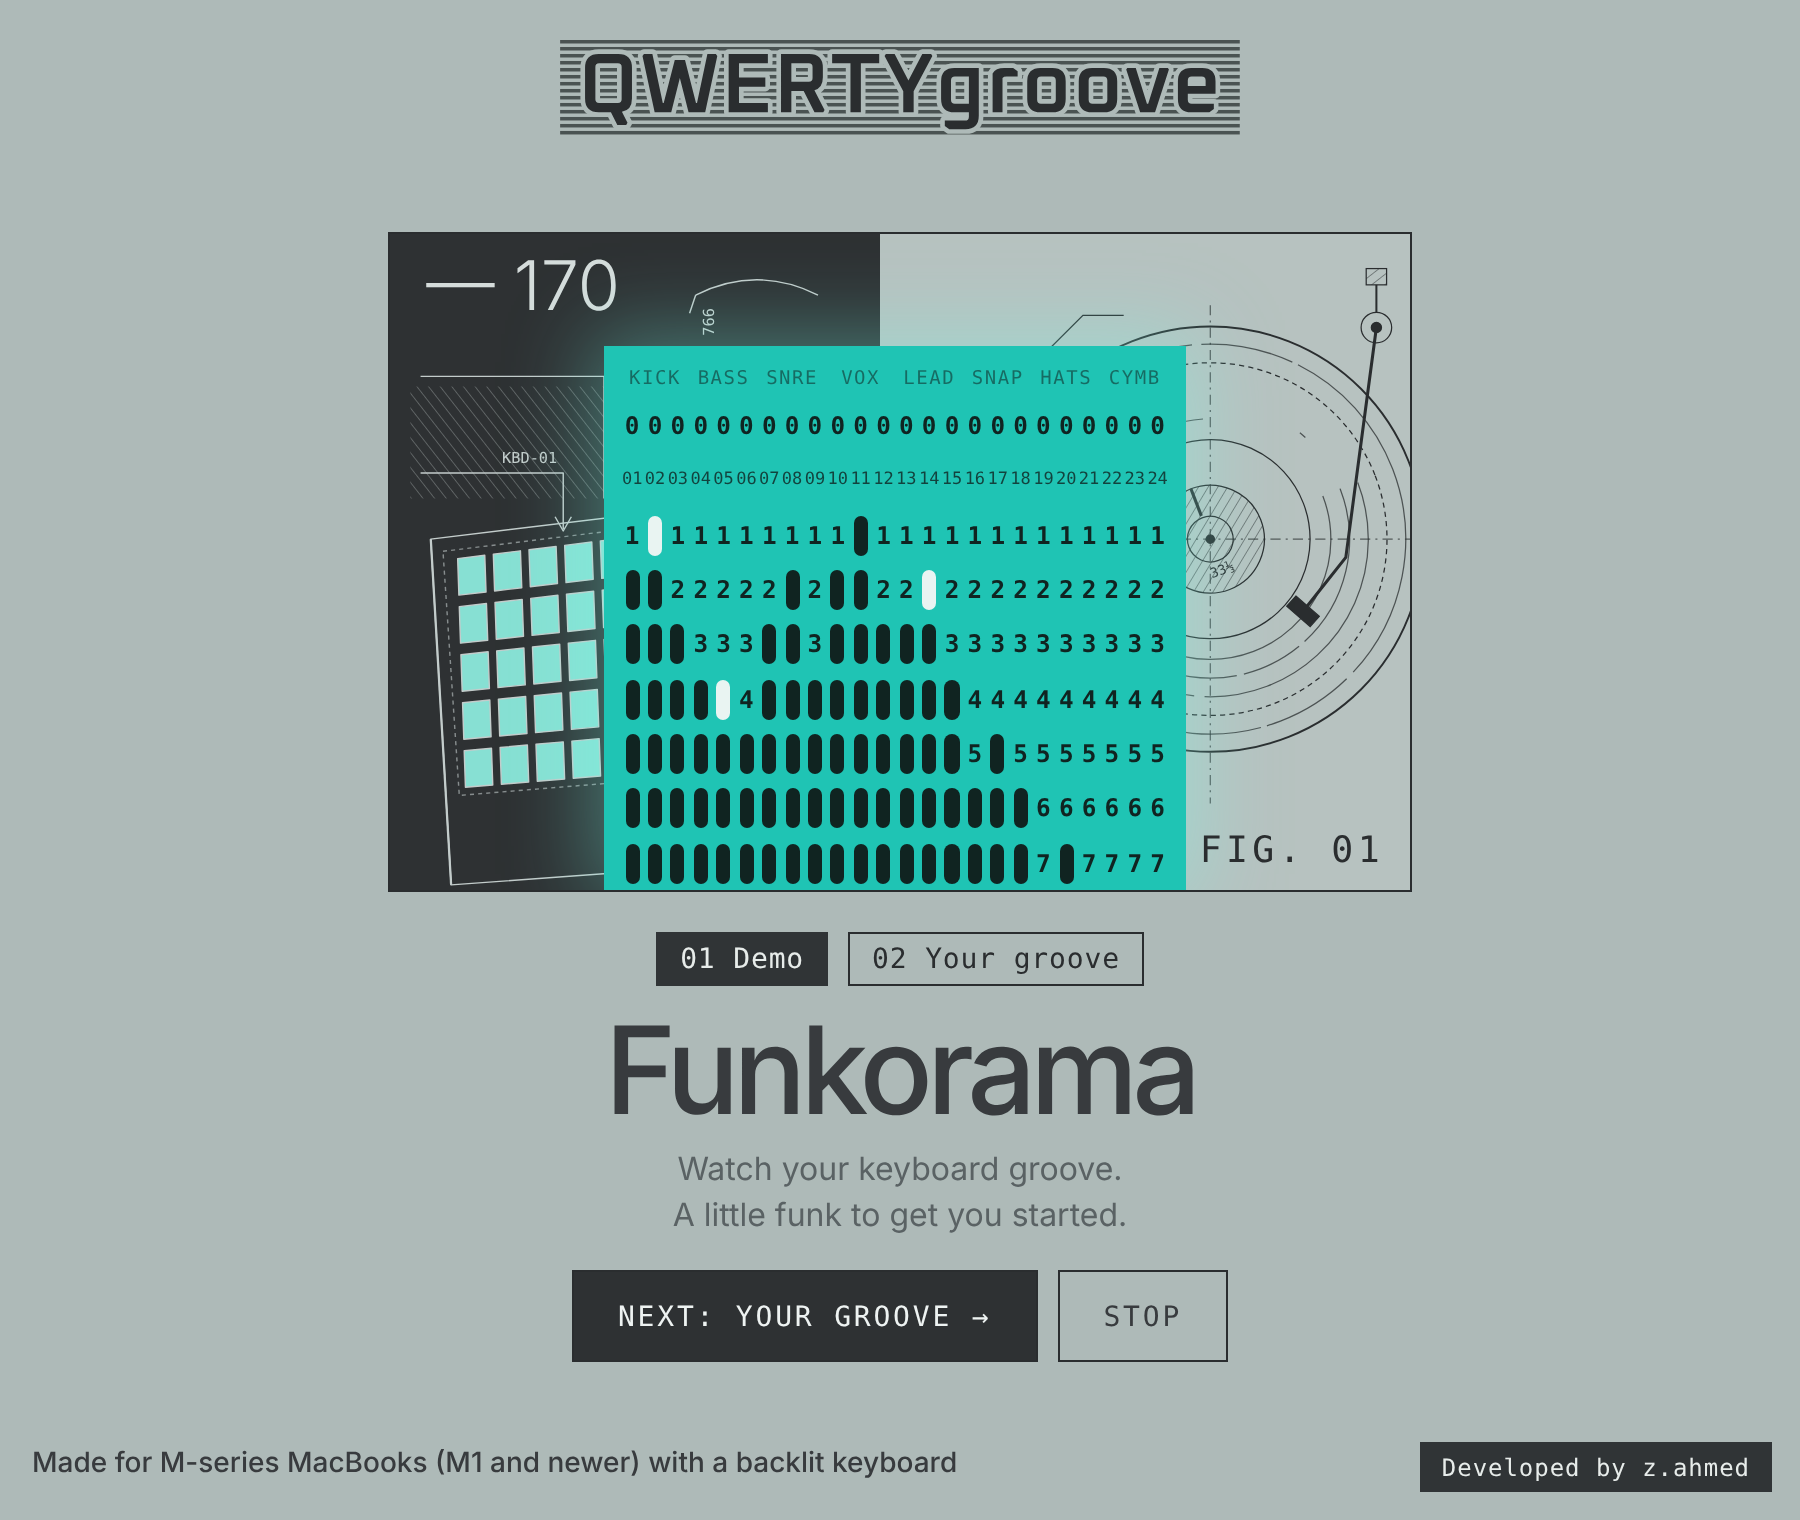 QWERTYgroove
— 170
766
KBD-01
KICK BASS SNRE VOX LEAD SNAP HATS CYMB
0 0 0 0 0 0 0 0 0 0 0 0 0 0 0 0 0 0 0 0 0 0 0 0
01 02 03 04 05 06 07 08 09 10 11 12 13 14 15 16 17 18 19 20 21 22 23 24
1 1 1 1 1 1 1 1 1 1 1 1 1 1 1 1 1 1 1 1 1 1
2 2 2 2 2 2 2 2 2 2 2 2 2 2 2 2 2 2
3 3 3 3 3 3 3 3 3 3 3 3 3 3
4 4 4 4 4 4 4 4 4 4
5 5 5 5 5 5 5 5
6 6 6 6 6 6
7 7 7 7 7
33⅓
FIG. 01
01 Demo
02 Your groove
Funkorama
Watch your keyboard groove.
A little funk to get you started.
NEXT: YOUR GROOVE →
STOP
Made for M-series MacBooks (M1 and newer) with a backlit keyboard
Developed by z.ahmed